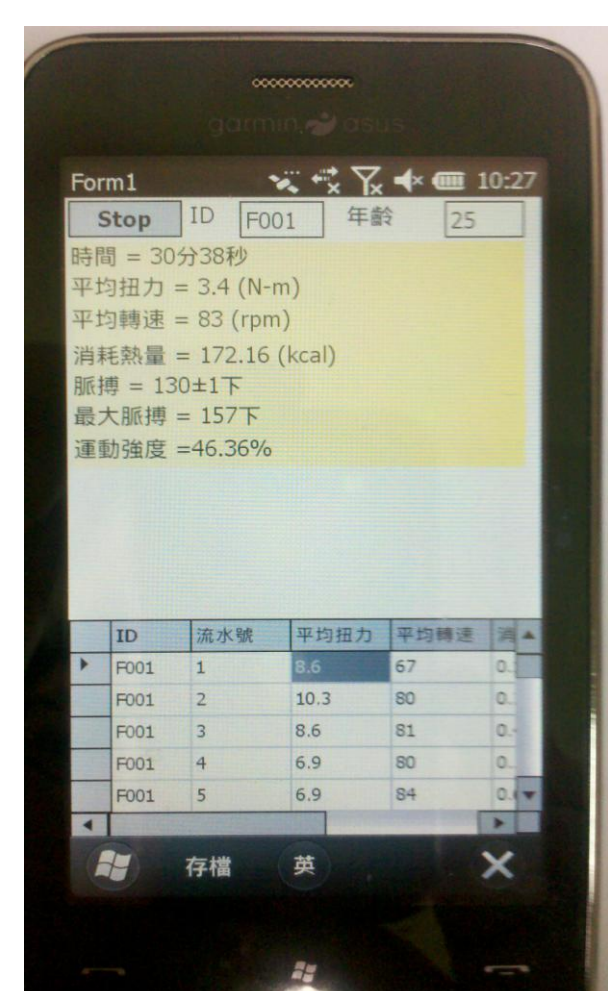 garmin asus
Form1 10:27
Stop ID F001 年齡 25
時間 = 30分38秒
平均扭力 = 3.4 (N-m)
平均轉速 = 83 (rpm)
消耗熱量 = 172.16 (kcal)
脈搏 = 130±1下
最大脈搏 = 157下
運動強度 =46.36%
ID 流水號 平均扭力 平均轉速
F001 1 8.6 67
F001 2 10.3 80
F001 3 8.6 81
F001 4 6.9 80
F001 5 6.9 84
存檔 英